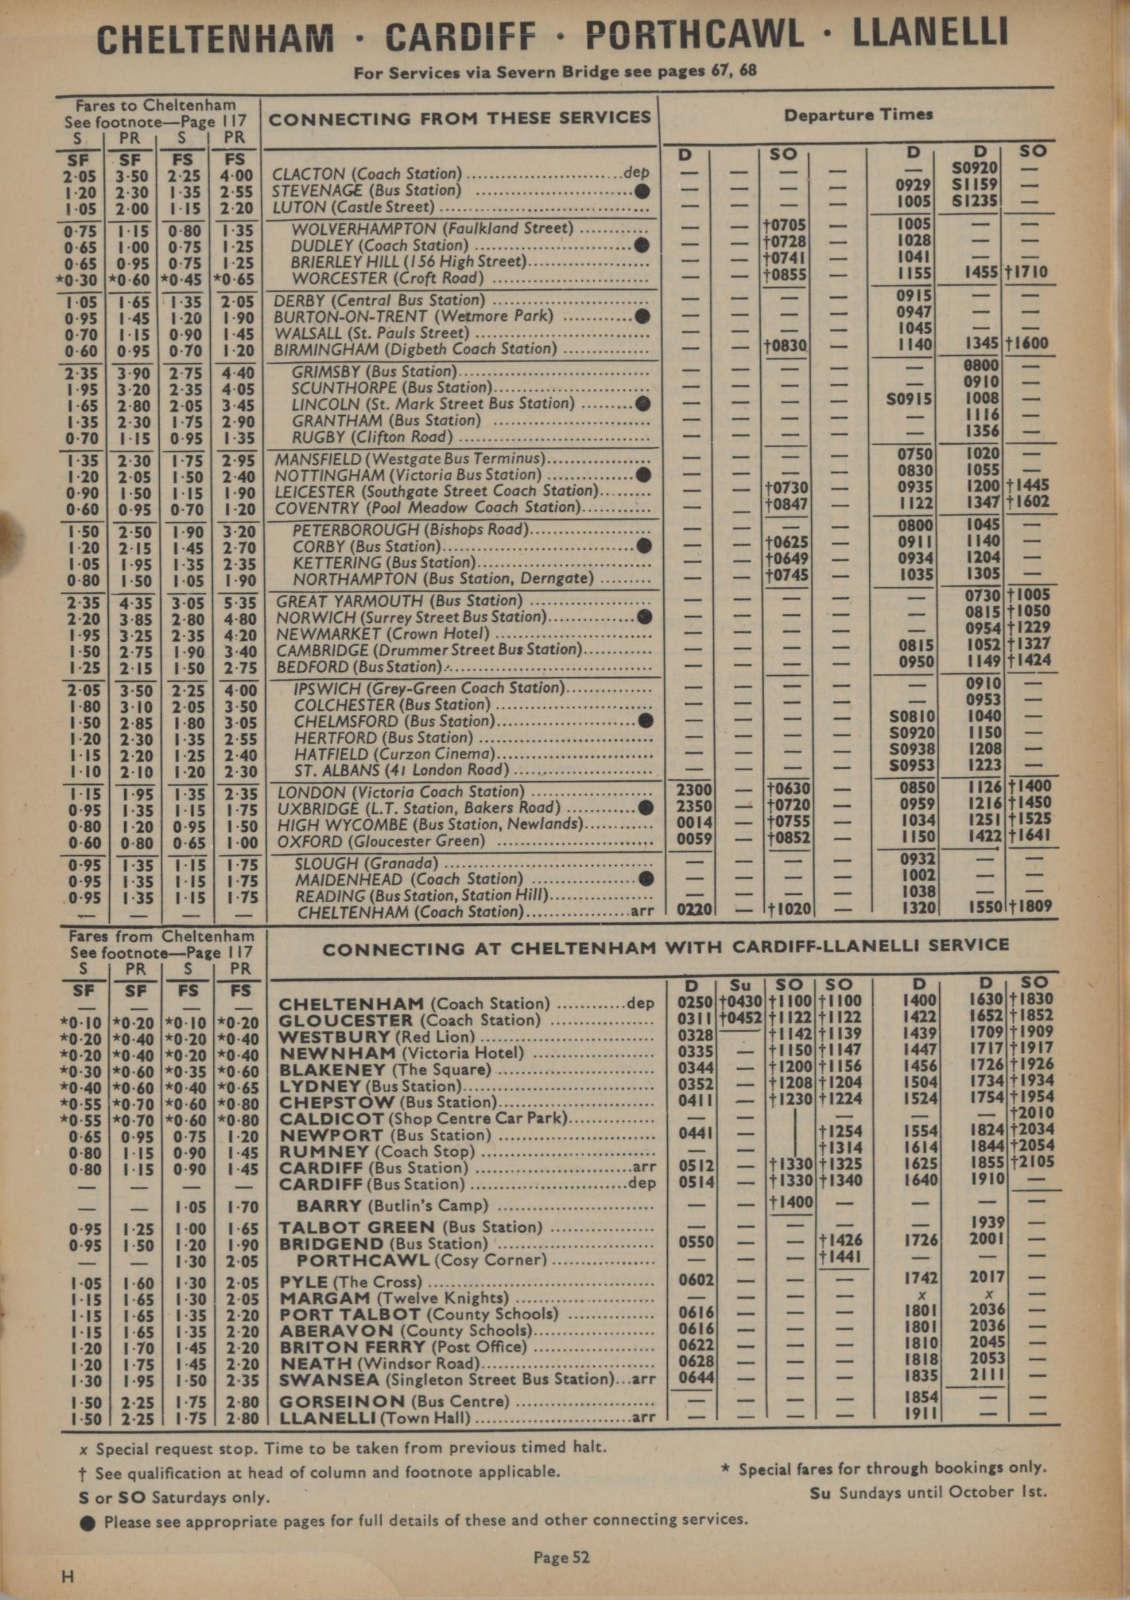 CHELTENHAM · CARDIFF · PORTHCAWL · LLANELLI
For Services via Severn Bridge see pages 67, 68
Fares to Cheltenham
See footnote—Page 117 CONNECTING FROM THESE SERVICES Departure Times
S PR S PR
SF SF FS FS D SO D D SO
2·05 3·50 2·25 4·00 CLACTON (Coach Station) dep — — — — — S0920 —
1·20 2·30 1·35 2·55 STEVENAGE (Bus Station) ● — — — — 0929 S1159 —
1·05 2·00 1·15 2·20 LUTON (Castle Street) — — — — 1005 S1235 —
0·75 1·15 0·80 1·35 WOLVERHAMPTON (Faulkland Street) — — †0705 — 1005 — —
0·65 1·00 0·75 1·25 DUDLEY (Coach Station) ● — — †0728 — 1028 — —
0·65 0·95 0·75 1·25 BRIERLEY HILL (156 High Street) — — †0741 — 1041 — —
*0·30 *0·60 *0·45 *0·65 WORCESTER (Croft Road) — — †0855 — 1155 1455 †1710
1·05 1·65 1·35 2·05 DERBY (Central Bus Station) — — — — 0915 — —
0·95 1·45 1·20 1·90 BURTON-ON-TRENT (Wetmore Park) ● — — — — 0947 — —
0·70 1·15 0·90 1·45 WALSALL (St. Pauls Street) — — — — 1045 — —
0·60 0·95 0·70 1·20 BIRMINGHAM (Digbeth Coach Station) — — †0830 — 1140 1345 †1600
2·35 3·90 2·75 4·40 GRIMSBY (Bus Station) — — — — — 0800 —
1·95 3·20 2·35 4·05 SCUNTHORPE (Bus Station) — — — — — 0910 —
1·65 2·80 2·05 3·45 LINCOLN (St. Mark Street Bus Station) ● — — — — S0915 1008 —
1·35 2·30 1·75 2·90 GRANTHAM (Bus Station) — — — — — 1116 —
0·70 1·15 0·95 1·35 RUGBY (Clifton Road) — — — — — 1356 —
1·35 2·30 1·75 2·95 MANSFIELD (Westgate Bus Terminus) — — — — 0750 1020 —
1·20 2·05 1·50 2·40 NOTTINGHAM (Victoria Bus Station) ● — — — — 0830 1055 —
0·90 1·50 1·15 1·90 LEICESTER (Southgate Street Coach Station) — — †0730 — 0935 1200 †1445
0·60 0·95 0·70 1·20 COVENTRY (Pool Meadow Coach Station) — — †0847 — 1122 1347 †1602
1·50 2·50 1·90 3·20 PETERBOROUGH (Bishops Road) — — — — 0800 1045 —
1·20 2·15 1·45 2·70 CORBY (Bus Station) ● — — †0625 — 0911 1140 —
1·05 1·95 1·35 2·35 KETTERING (Bus Station) — — †0649 — 0934 1204 —
0·80 1·50 1·05 1·90 NORTHAMPTON (Bus Station, Derngate) — — †0745 — 1035 1305 —
2·35 4·35 3·05 5·35 GREAT YARMOUTH (Bus Station) — — — — — 0730 †1005
2·20 3·85 2·80 4·80 NORWICH (Surrey Street Bus Station) ● — — — — — 0815 †1050
1·95 3·25 2·35 4·20 NEWMARKET (Crown Hotel) — — — — — 0954 †1229
1·50 2·75 1·90 3·40 CAMBRIDGE (Drummer Street Bus Station) — — — — 0815 1052 †1327
1·25 2·15 1·50 2·75 BEDFORD (Bus Station) — — — — 0950 1149 †1424
2·05 3·50 2·25 4·00 IPSWICH (Grey-Green Coach Station) — — — — — 0910 —
1·80 3·10 2·05 3·50 COLCHESTER (Bus Station) — — — — — 0953 —
1·50 2·85 1·80 3·05 CHELMSFORD (Bus Station) ● — — — — S0810 1040 —
1·20 2·30 1·35 2·55 HERTFORD (Bus Station) — — — — S0920 1150 —
1·15 2·20 1·25 2·40 HATFIELD (Curzon Cinema) — — — — S0938 1208 —
1·10 2·10 1·20 2·30 ST. ALBANS (41 London Road) — — — — S0953 1223 —
1·15 1·95 1·35 2·35 LONDON (Victoria Coach Station) 2300 — †0630 — 0850 1126 †1400
0·95 1·35 1·15 1·75 UXBRIDGE (L.T. Station, Bakers Road) ● 2350 — †0720 — 0959 1216 †1450
0·80 1·20 0·95 1·50 HIGH WYCOMBE (Bus Station, Newlands) 0014 — †0755 — 1034 1251 †1525
0·60 0·80 0·65 1·00 OXFORD (Gloucester Green) 0059 — †0852 — 1150 1422 †1641
0·95 1·35 1·15 1·75 SLOUGH (Granada) — — — — 0932 — —
0·95 1·35 1·15 1·75 MAIDENHEAD (Coach Station) ● — — — — 1002 — —
0·95 1·35 1·15 1·75 READING (Bus Station, Station Hill) — — — — 1038 — —
— — — — CHELTENHAM (Coach Station) arr 0220 — †1020 — 1320 1550 †1809
Fares from Cheltenham
See footnote—Page 117 CONNECTING AT CHELTENHAM WITH CARDIFF-LLANELLI SERVICE
S PR S PR
SF SF FS FS D Su SO SO D D SO
— — — — CHELTENHAM (Coach Station) dep 0250 †0430 †1100 †1100 1400 1630 †1830
*0·10 *0·20 *0·10 *0·20 GLOUCESTER (Coach Station) 0311 †0452 †1122 †1122 1422 1652 †1852
*0·20 *0·40 *0·20 *0·40 WESTBURY (Red Lion) 0328 — †1142 †1139 1439 1709 †1909
*0·20 *0·40 *0·20 *0·40 NEWNHAM (Victoria Hotel) 0335 — †1150 †1147 1447 1717 †1917
*0·30 *0·60 *0·35 *0·60 BLAKENEY (The Square) 0344 — †1200 †1156 1456 1726 †1926
*0·40 *0·60 *0·40 *0·65 LYDNEY (Bus Station) 0352 — †1208 †1204 1504 1734 †1934
*0·55 *0·70 *0·60 *0·80 CHEPSTOW (Bus Station) 0411 — †1230 †1224 1524 1754 †1954
*0·55 *0·70 *0·60 *0·80 CALDICOT (Shop Centre Car Park) — — | — — — †2010
0·65 0·95 0·75 1·20 NEWPORT (Bus Station) 0441 — | †1254 1554 1824 †2034
0·80 1·15 0·90 1·45 RUMNEY (Coach Stop) — — | †1314 1614 1844 †2054
0·80 1·15 0·90 1·45 CARDIFF (Bus Station) arr 0512 — †1330 †1325 1625 1855 †2105
— — — — CARDIFF (Bus Station) dep 0514 — †1330 †1340 1640 1910 —
— — 1·05 1·70 BARRY (Butlin's Camp) — — †1400 — — — —
0·95 1·25 1·00 1·65 TALBOT GREEN (Bus Station) — — — — — 1939 —
0·95 1·50 1·20 1·90 BRIDGEND (Bus Station) 0550 — — †1426 1726 2001 —
— — 1·30 2·05 PORTHCAWL (Cosy Corner) — — — †1441 — — —
1·05 1·60 1·30 2·05 PYLE (The Cross) 0602 — — — 1742 2017 —
1·15 1·65 1·30 2·05 MARGAM (Twelve Knights) — — — — x x —
1·15 1·65 1·35 2·20 PORT TALBOT (County Schools) 0616 — — — 1801 2036 —
1·15 1·65 1·35 2·20 ABERAVON (County Schools) 0616 — — — 1801 2036 —
1·20 1·70 1·45 2·20 BRITON FERRY (Post Office) 0622 — — — 1810 2045 —
1·20 1·75 1·45 2·20 NEATH (Windsor Road) 0628 — — — 1818 2053 —
1·30 1·95 1·50 2·35 SWANSEA (Singleton Street Bus Station) arr 0644 — — — 1835 2111 —
1·50 2·25 1·75 2·80 GORSEINON (Bus Centre) — — — — 1854 — —
1·50 2·25 1·75 2·80 LLANELLI (Town Hall) arr — — — — 1911 — —
x Special request stop. Time to be taken from previous timed halt.
† See qualification at head of column and footnote applicable. * Special fares for through bookings only.
S or SO Saturdays only. Su Sundays until October 1st.
● Please see appropriate pages for full details of these and other connecting services.
Page 52
H